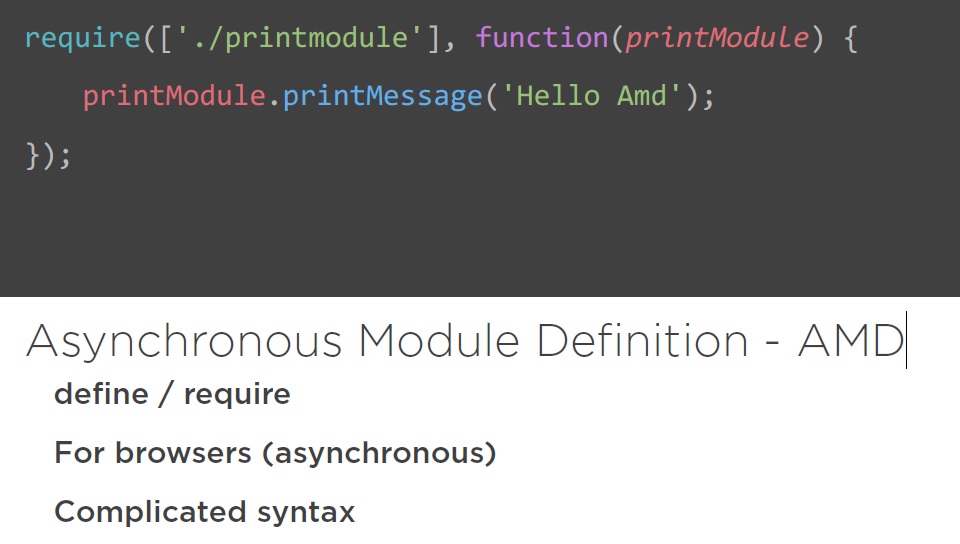 require(['./printmodule'], function(printModule) {
printModule.printMessage('Hello Amd');
});
Asynchronous Module Definition - AMD
define / require
For browsers (asynchronous)
Complicated syntax